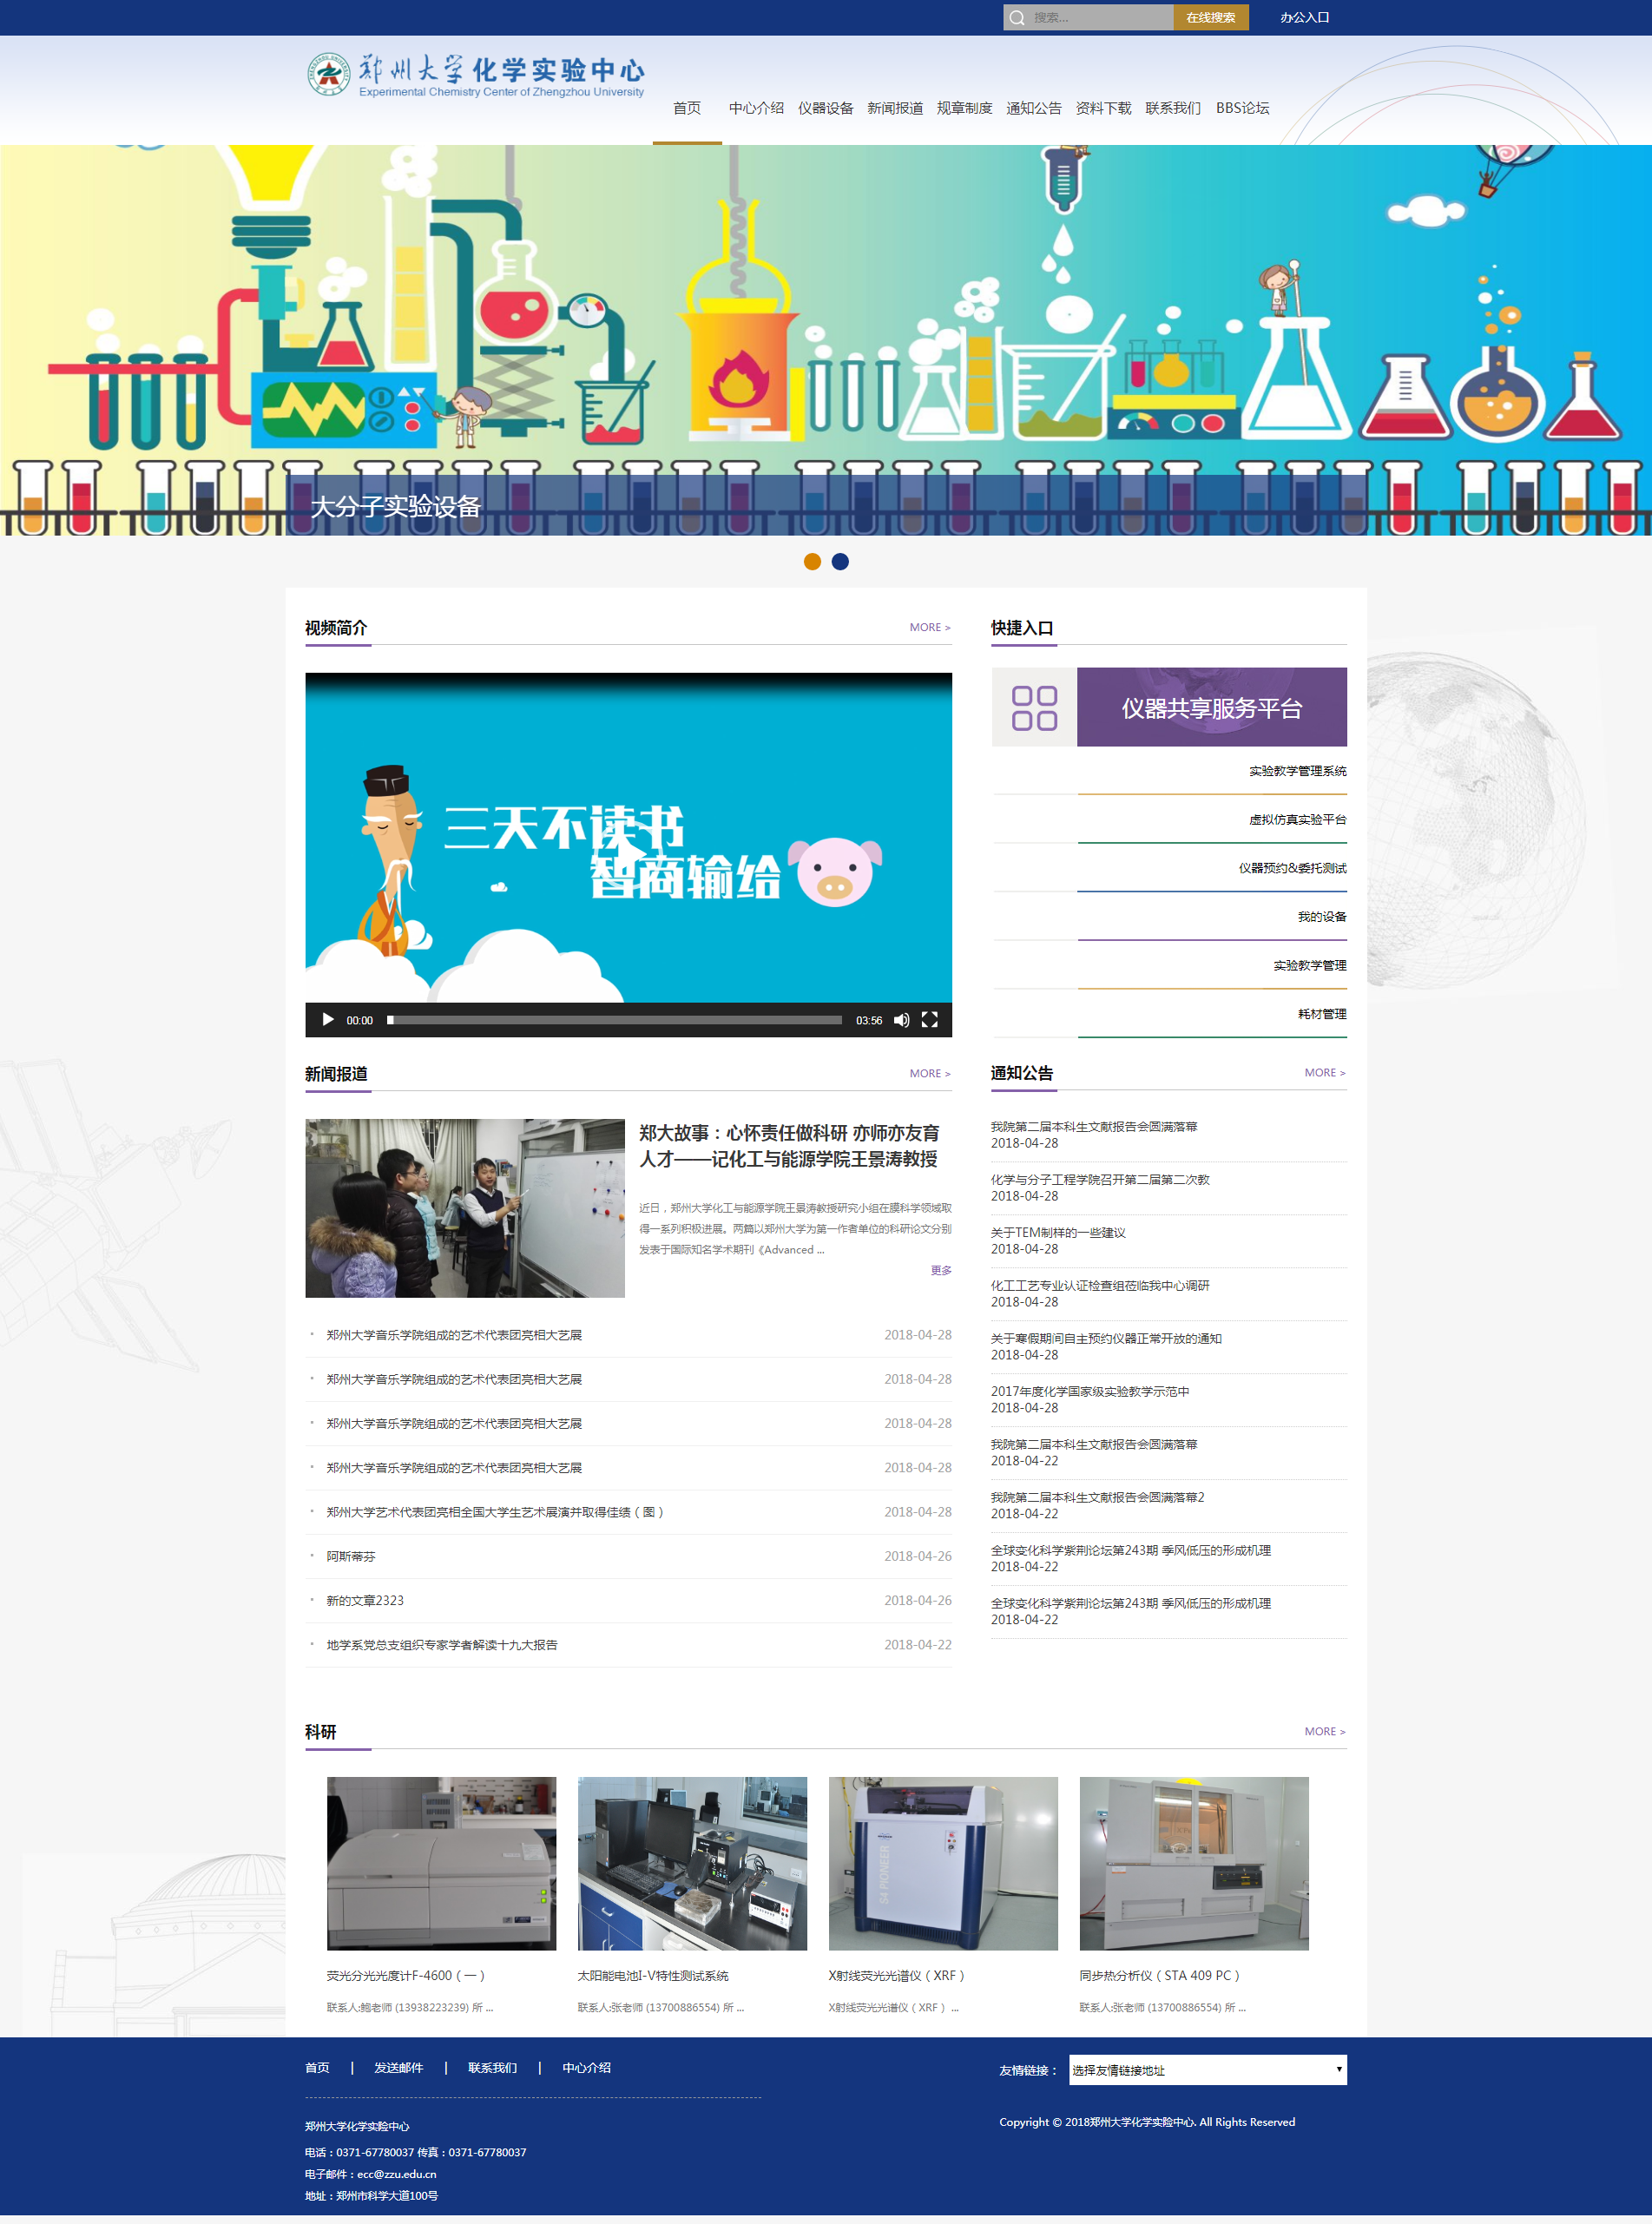 搜索...
在线搜索
办公入口
郑州大学化学实验中心
Experimental Chemistry Center of Zhengzhou University
首页 中心介绍 仪器设备 新闻报道 规章制度 通知公告 资料下载 联系我们 BBS论坛
大分子实验设备
视频简介
MORE >
三天不读书
智商输给
00:00
03:56
快捷入口
仪器共享服务平台
实验教学管理系统
虚拟仿真实验平台
仪器预约&委托测试
我的设备
实验教学管理
耗材管理
新闻报道
MORE >
郑大故事：心怀责任做科研 亦师亦友育
人才——记化工与能源学院王景涛教授
近日，郑州大学化工与能源学院王景涛教授研究小组在膜科学领域取
得一系列积极进展。两篇以郑州大学为第一作者单位的科研论文分别
发表于国际知名学术期刊《Advanced ...
更多
郑州大学音乐学院组成的艺术代表团亮相大艺展 2018-04-28
郑州大学音乐学院组成的艺术代表团亮相大艺展 2018-04-28
郑州大学音乐学院组成的艺术代表团亮相大艺展 2018-04-28
郑州大学音乐学院组成的艺术代表团亮相大艺展 2018-04-28
郑州大学艺术代表团亮相全国大学生艺术展演并取得佳绩（图） 2018-04-28
阿斯蒂芬 2018-04-26
新的文章2323 2018-04-26
地学系党总支组织专家学者解读十九大报告 2018-04-22
通知公告
MORE >
我院第二届本科生文献报告会圆满落幕
2018-04-28
化学与分子工程学院召开第二届第二次教
2018-04-28
关于TEM制样的一些建议
2018-04-28
化工工艺专业认证检查组莅临我中心调研
2018-04-28
关于寒假期间自主预约仪器正常开放的通知
2018-04-28
2017年度化学国家级实验教学示范中
2018-04-28
我院第二届本科生文献报告会圆满落幕
2018-04-22
我院第二届本科生文献报告会圆满落幕2
2018-04-22
全球变化科学紫荆论坛第243期 季风低压的形成机理
2018-04-22
全球变化科学紫荆论坛第243期 季风低压的形成机理
2018-04-22
科研
MORE >
S4 PIONEER
荧光分光光度计F-4600（一）
联系人:鲍老师 (13938223239) 所 ...
太阳能电池I-V特性测试系统
联系人:张老师 (13700886554) 所 ...
X射线荧光光谱仪（XRF）
X射线荧光光谱仪（XRF） ...
同步热分析仪（STA 409 PC）
联系人:张老师 (13700886554) 所 ...
首页 | 发送邮件 | 联系我们 | 中心介绍
郑州大学化学实验中心
电话：0371-67780037 传真：0371-67780037
电子邮件：ecc@zzu.edu.cn
地址：郑州市科学大道100号
友情链接：
选择友情链接地址
Copyright © 2018郑州大学化学实验中心. All Rights Reserved